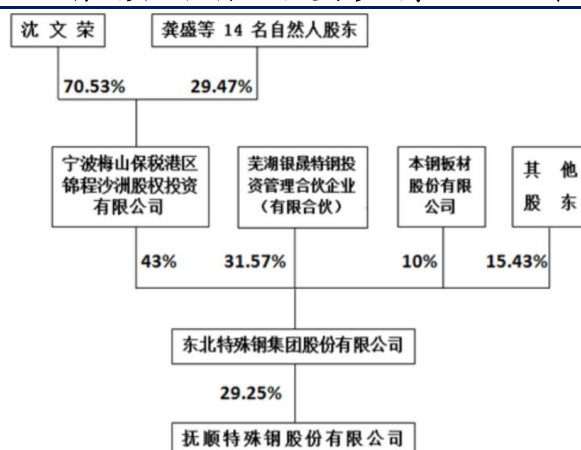 沈 文 荣
龚盛等 14 名自然人股东
70.53%
29.47%
宁波梅山保税港区
锦程沙洲股权投资
有限公司
芜湖银晟特钢投
资管理合伙企业
（有限合伙）
本钢板材
股份有限
公司
其 他
股 东
43%
31.57%
10%
15.43%
东北特殊钢集团股份有限公司
29.25%
抚顺特殊钢股份有限公司